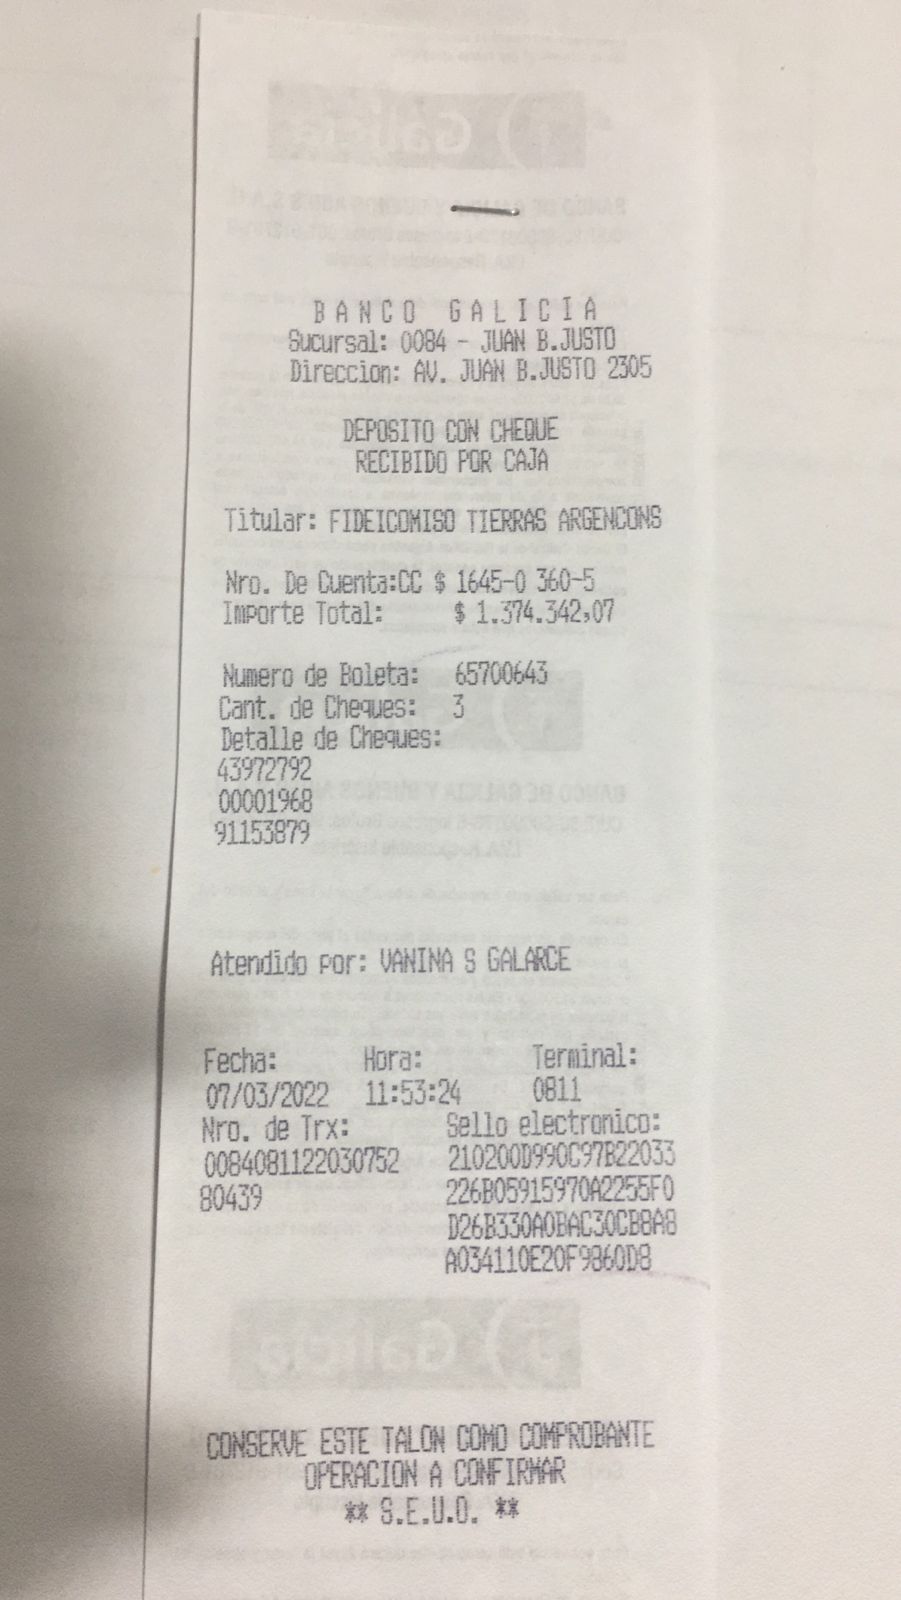 BANCO GALICIA
Sucursal: 0084 - JUAN B.JUSTO
Direccion: AV. JUAN B.JUSTO 2305
DEPOSITO CON CHEQUE
RECIBIDO POR CAJA
Titular: FIDEICOMISO TIERRAS ARGENCONS
Nro. De Cuenta:CC $ 1645-0 360-5
Importe Total: $ 1.374.342,07
Numero de Boleta: 65700643
Cant. de Cheques: 3
Detalle de Cheques:
43972792
00001968
91153879
Atendido por: VANINA S GALARCE
Fecha: Hora: Terminal:
07/03/2022 11:53:24 0811
Nro. de Trx: Sello electronico:
0084081122030752 210200D990C97B22033
80439 226B05915970A2255F0
D26B330A0BAC30CB8A8
A034110E20F9860D8
CONSERVE ESTE TALON COMO COMPROBANTE
OPERACION A CONFIRMAR
** S.E.U.O. **